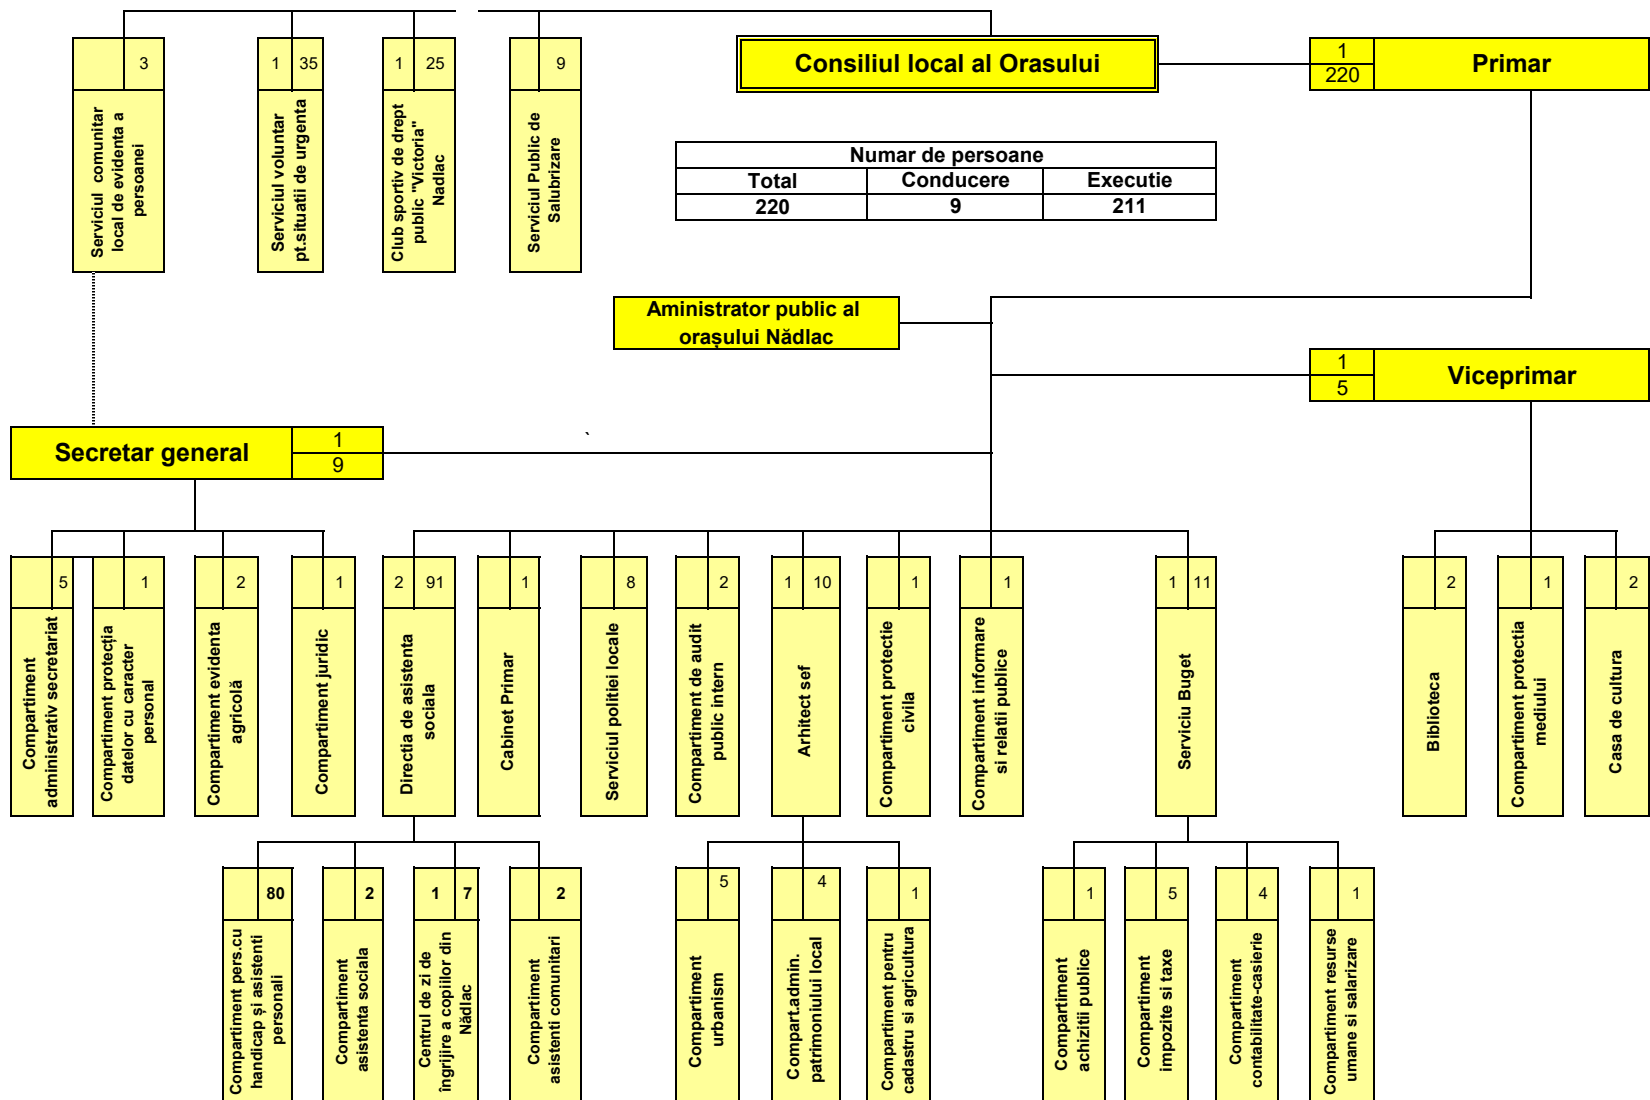 3
1 35
1 25
9
Serviciul comunitar
local de evidenta a
persoanei
Serviciul voluntar
pt.situatii de urgenta
Club sportiv de drept
public "Victoria"
Nadlac
Serviciul Public de
Salubrizare
Consiliul local al Orasului
1
220
Primar
Numar de persoane
Total Conducere Executie
220 9 211
Aministrator public al
orașului Nădlac
1
5
Viceprimar
Secretar general
1
9
`
5
Compartiment
administrativ secretariat
1
Compartiment protecția
datelor cu caracter
personal
2
Compartiment evidenta
agricolă
1
Compartiment juridic
2 91
Directia de asistenta
sociala
1
Cabinet Primar
8
Serviciul politiei locale
2
Compartiment de audit
public intern
1 10
Arhitect sef
1
Compartiment protectie
civila
1
Compartiment informare
si relatii publice
1 11
Serviciu Buget
2
Biblioteca
1
Compartiment protectia
mediului
2
Casa de cultura
80
Compartiment pers.cu
handicap și asistenti
personali
2
Compartiment
asistenta sociala
1 7
Centrul de zi de
îngrijire a copiilor din
Nădlac
2
Compartiment
asistenti comunitari
5
Compartiment
urbanism
4
Compart.admin.
patrimoniului local
1
Compartiment pentru
cadastru si agricultura
1
Compartiment
achizitii publice
5
Compartiment
impozite si taxe
4
Compartiment
contabilitate-casierie
1
Compartiment resurse
umane si salarizare